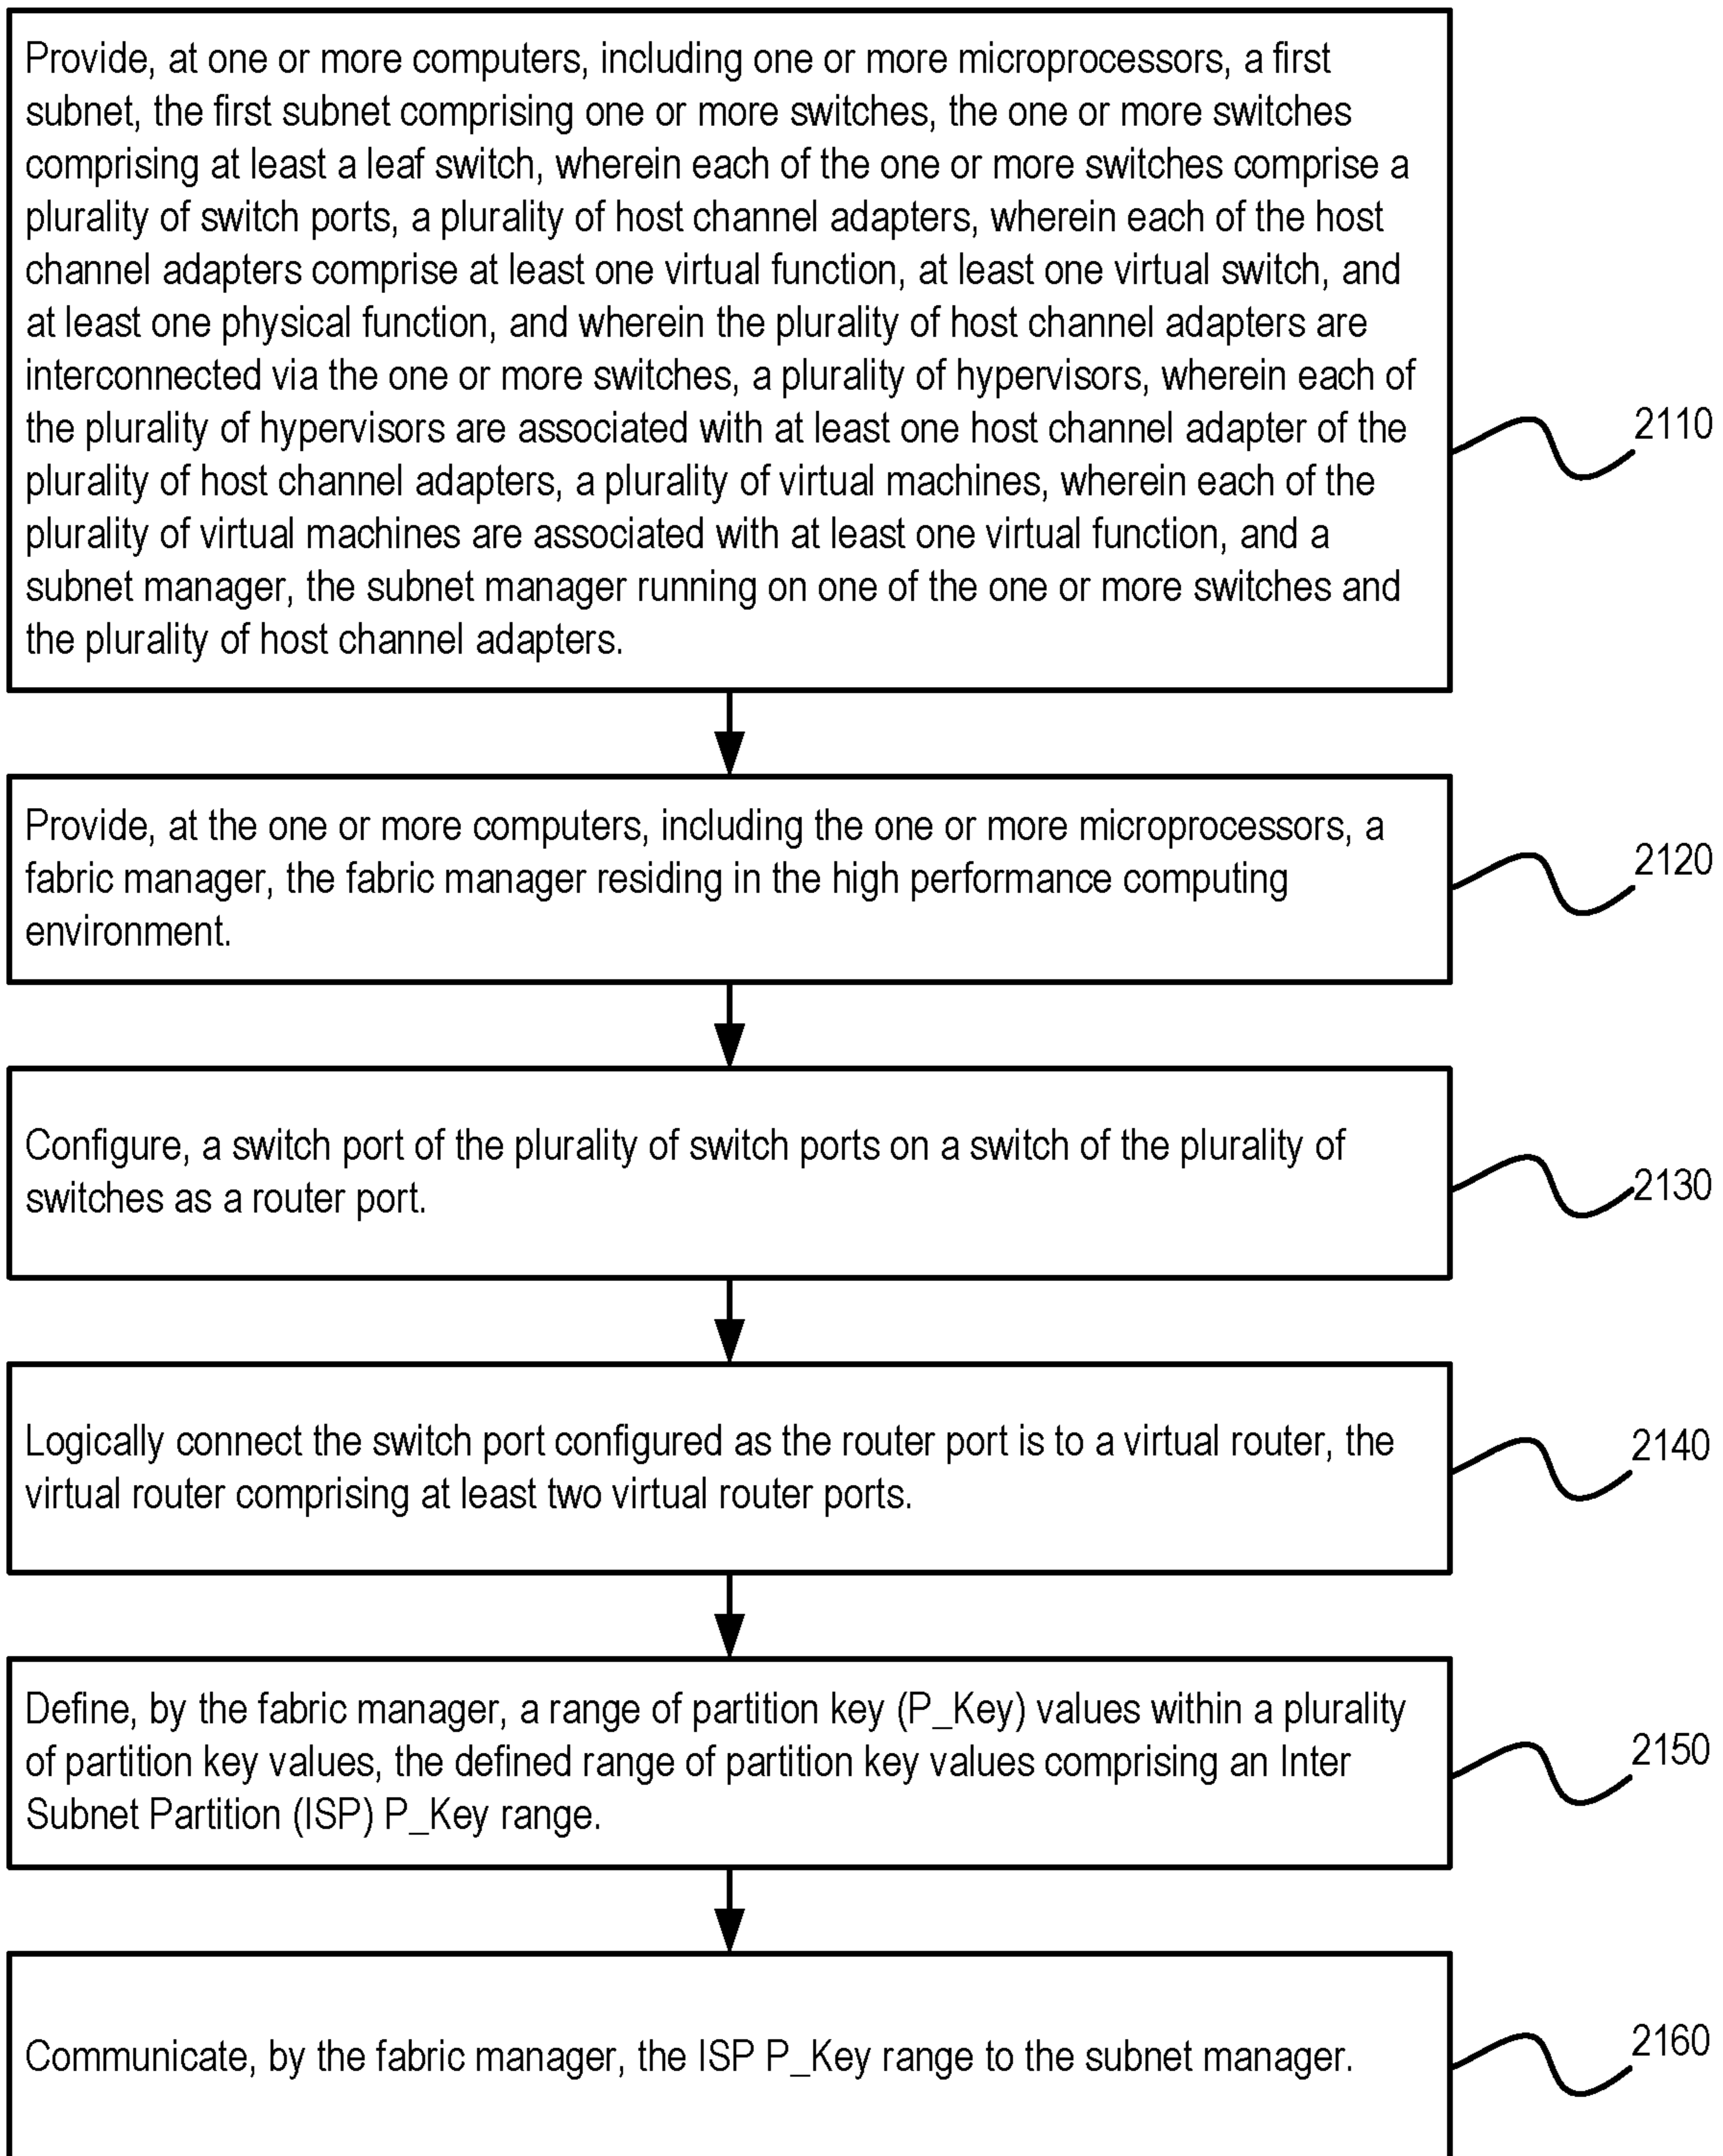 Provide, at one or more computers, including one or more microprocessors, a first
subnet, the first subnet comprising one or more switches, the one or more switches
comprising at least a leaf switch, wherein each of the one or more switches comprise a
plurality of switch ports, a plurality of host channel adapters, wherein each of the host
channel adapters comprise at least one virtual function, at least one virtual switch, and
at least one physical function, and wherein the plurality of host channel adapters are
interconnected via the one or more switches, a plurality of hypervisors, wherein each of
the plurality of hypervisors are associated with at least one host channel adapter of the
plurality of host channel adapters, a plurality of virtual machines, wherein each of the
plurality of virtual machines are associated with at least one virtual function, and a
subnet manager, the subnet manager running on one of the one or more switches and
the plurality of host channel adapters.
2110
Provide, at the one or more computers, including the one or more microprocessors, a
fabric manager, the fabric manager residing in the high performance computing
environment.
2120
Configure, a switch port of the plurality of switch ports on a switch of the plurality of
switches as a router port.
2130
Logically connect the switch port configured as the router port is to a virtual router, the
virtual router comprising at least two virtual router ports.
2140
Define, by the fabric manager, a range of partition key (P_Key) values within a plurality
of partition key values, the defined range of partition key values comprising an Inter
Subnet Partition (ISP) P_Key range.
2150
Communicate, by the fabric manager, the ISP P_Key range to the subnet manager.
2160